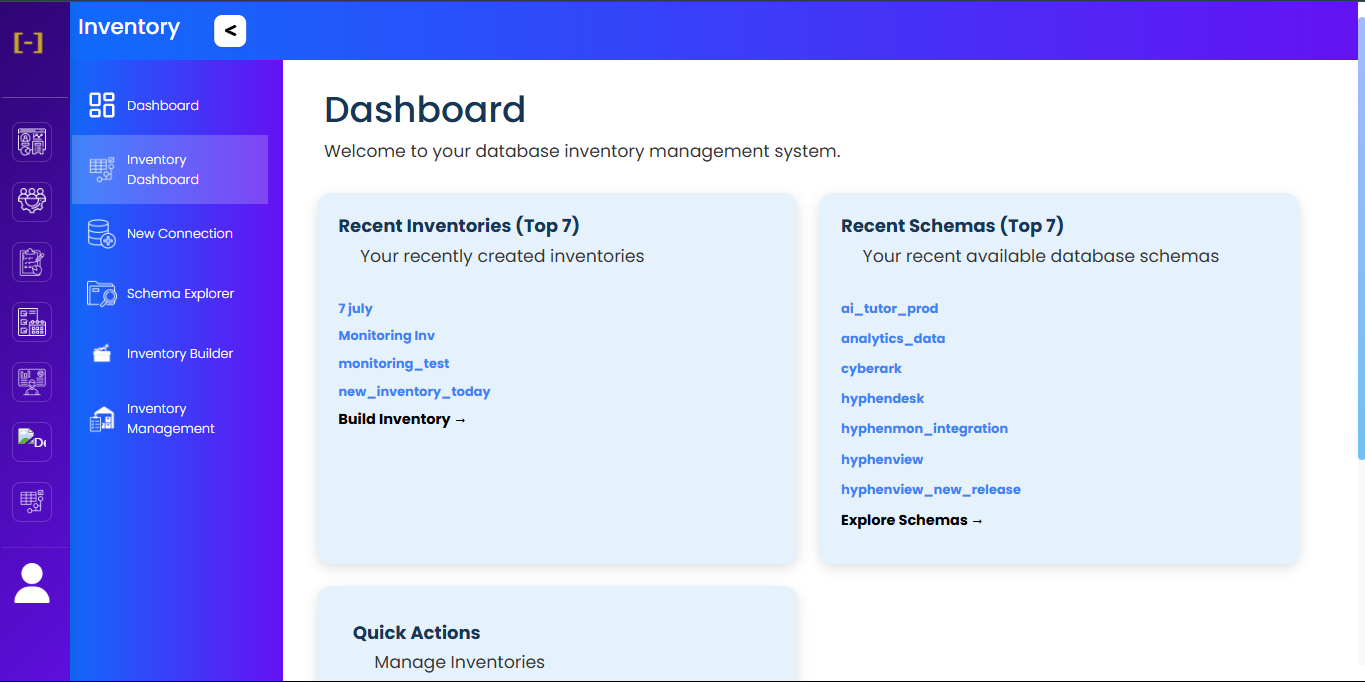 [-]
Inventory
<
Dashboard
Inventory
Dashboard
New Connection
Schema Explorer
Inventory Builder
Inventory
Management
Dashboard
Welcome to your database inventory management system.
Recent Inventories (Top 7)
Your recently created inventories
7 july
Monitoring Inv
monitoring_test
new_inventory_today
Build Inventory →
Recent Schemas (Top 7)
Your recent available database schemas
ai_tutor_prod
analytics_data
cyberark
hyphendesk
hyphenmon_integration
hyphenview
hyphenview_new_release
Explore Schemas →
Quick Actions
Manage Inventories